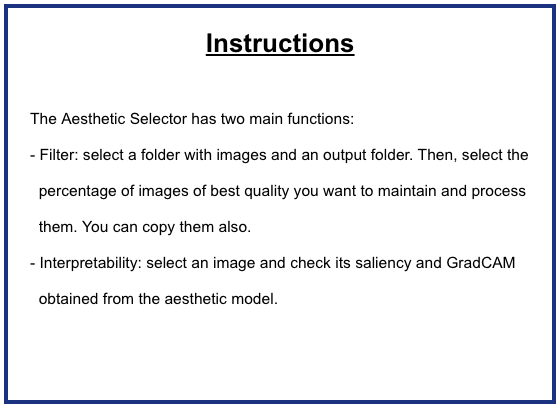 Instructions
The Aesthetic Selector has two main functions:
- Filter: select a folder with images and an output folder. Then, select the
percentage of images of best quality you want to maintain and process
them. You can copy them also.
- Interpretability: select an image and check its saliency and GradCAM
obtained from the aesthetic model.